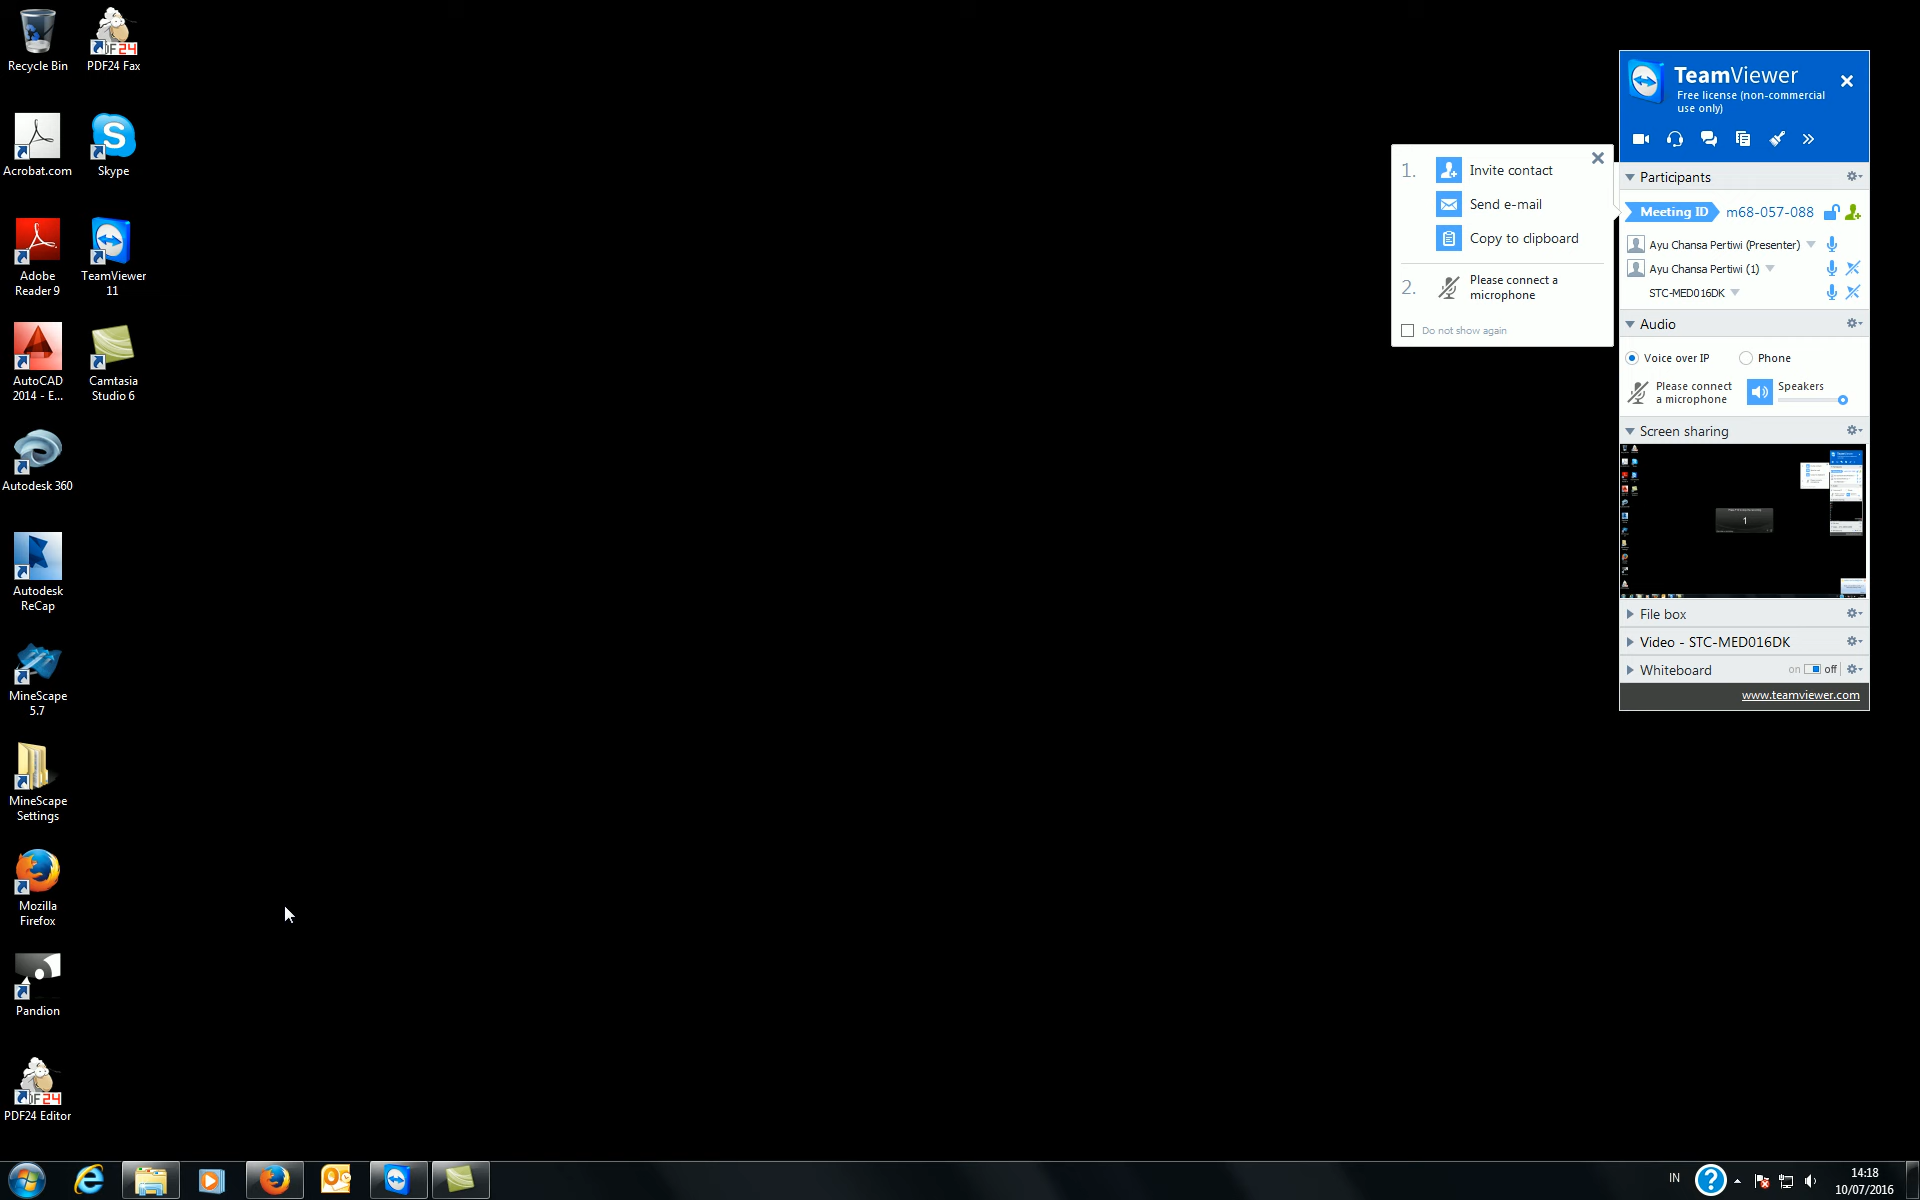 Recycle Bin
PDF24 Fax
Acrobat.com
Skype
Adobe
Reader 9
TeamViewer
11
AutoCAD
2014 - E...
Camtasia
Studio 6
Autodesk 360
Autodesk
ReCap
MineScape
5.7
MineScape
Settings
Mozilla
Firefox
Pandion
PDF24 Editor
1.
Invite contact
Send e-mail
Copy to clipboard
2.
Please connect a
microphone
Do not show again
TeamViewer
Free license (non-commercial
use only)
Participants
Meeting ID m68-057-088
Ayu Chansa Pertiwi (Presenter)
Ayu Chansa Pertiwi (1)
STC-MED016DK
Audio
Voice over IP Phone
Please connect
a microphone
Speakers
Screen sharing
1
File box
Video - STC-MED016DK
Whiteboard on off
www.teamviewer.com
IN
14:18
10/07/2016